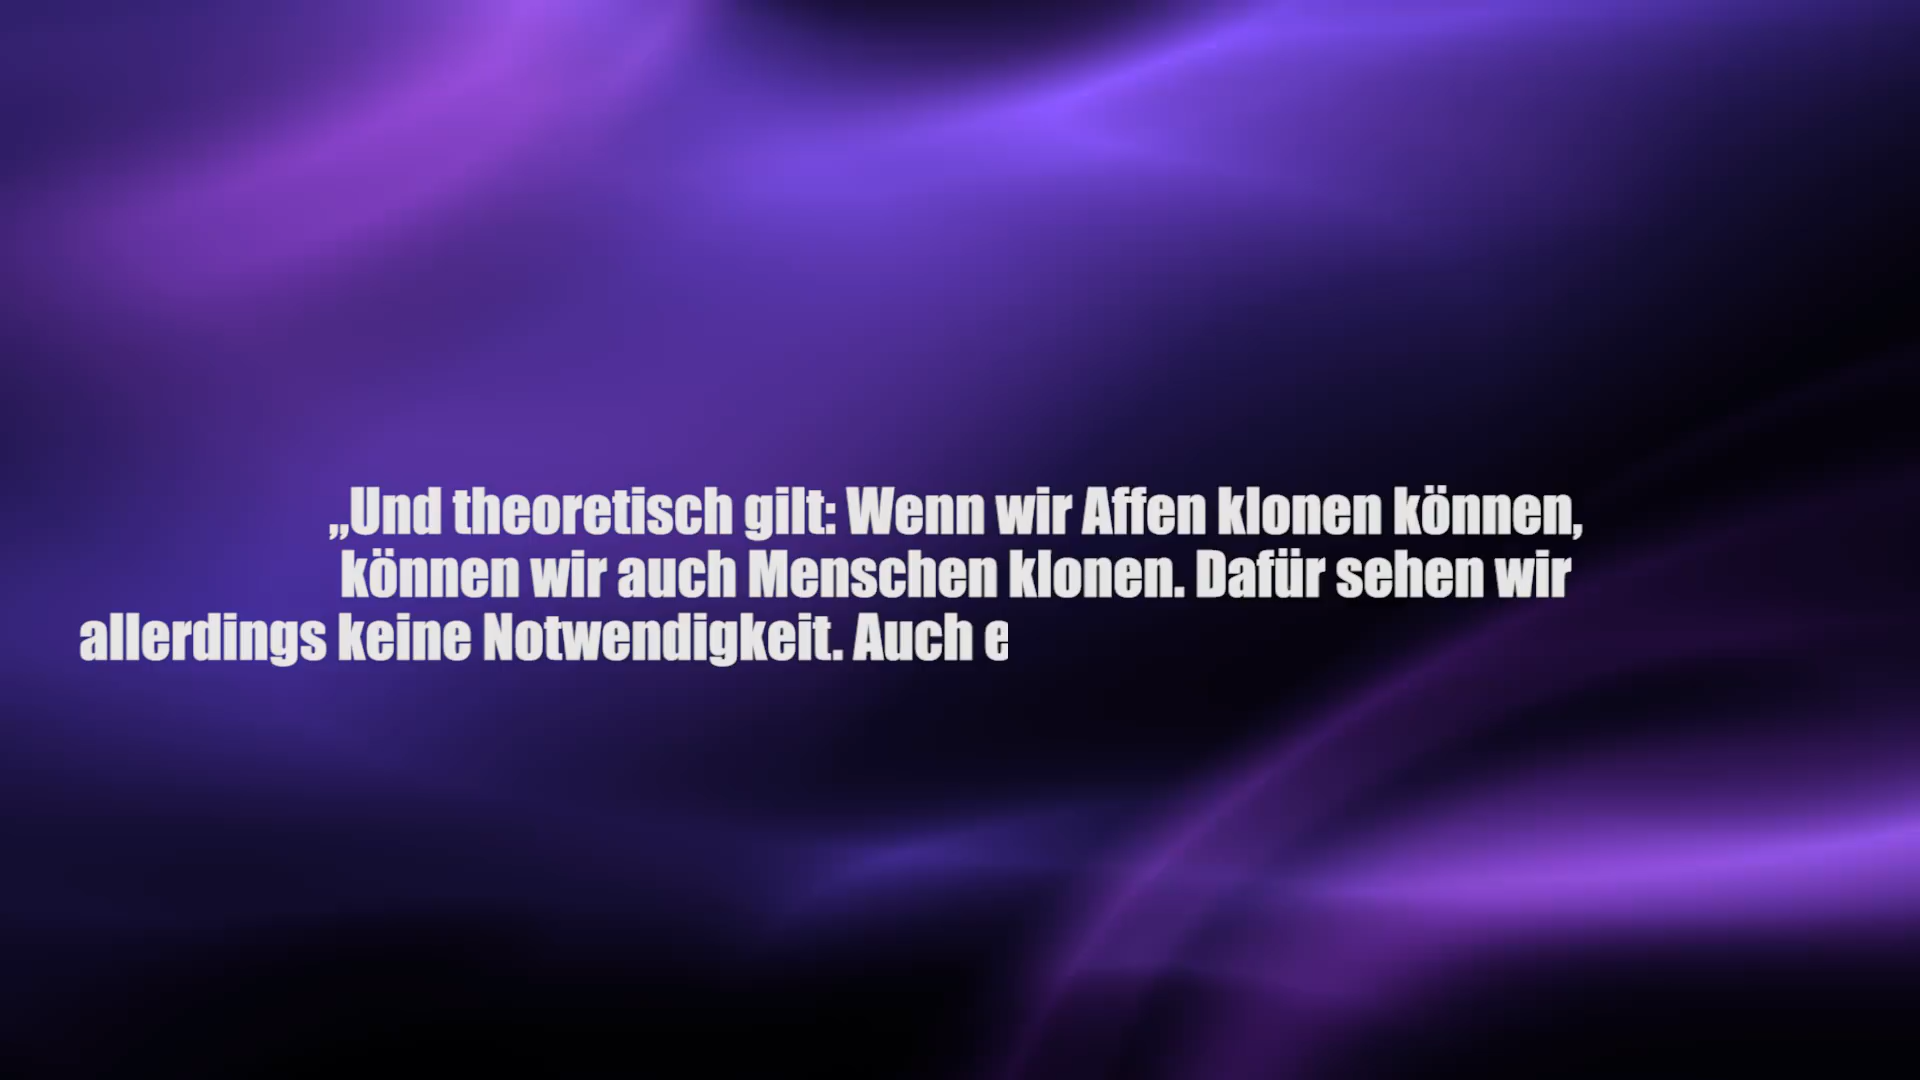 „Und theoretisch gilt: Wenn wir Affen klonen können,
können wir auch Menschen klonen. Dafür sehen wir
allerdings keine Notwendigkeit. Auch e